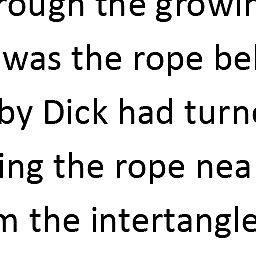 rough the growin
was the rope bel
by Dick had turne
ing the rope nea
m the intertangle